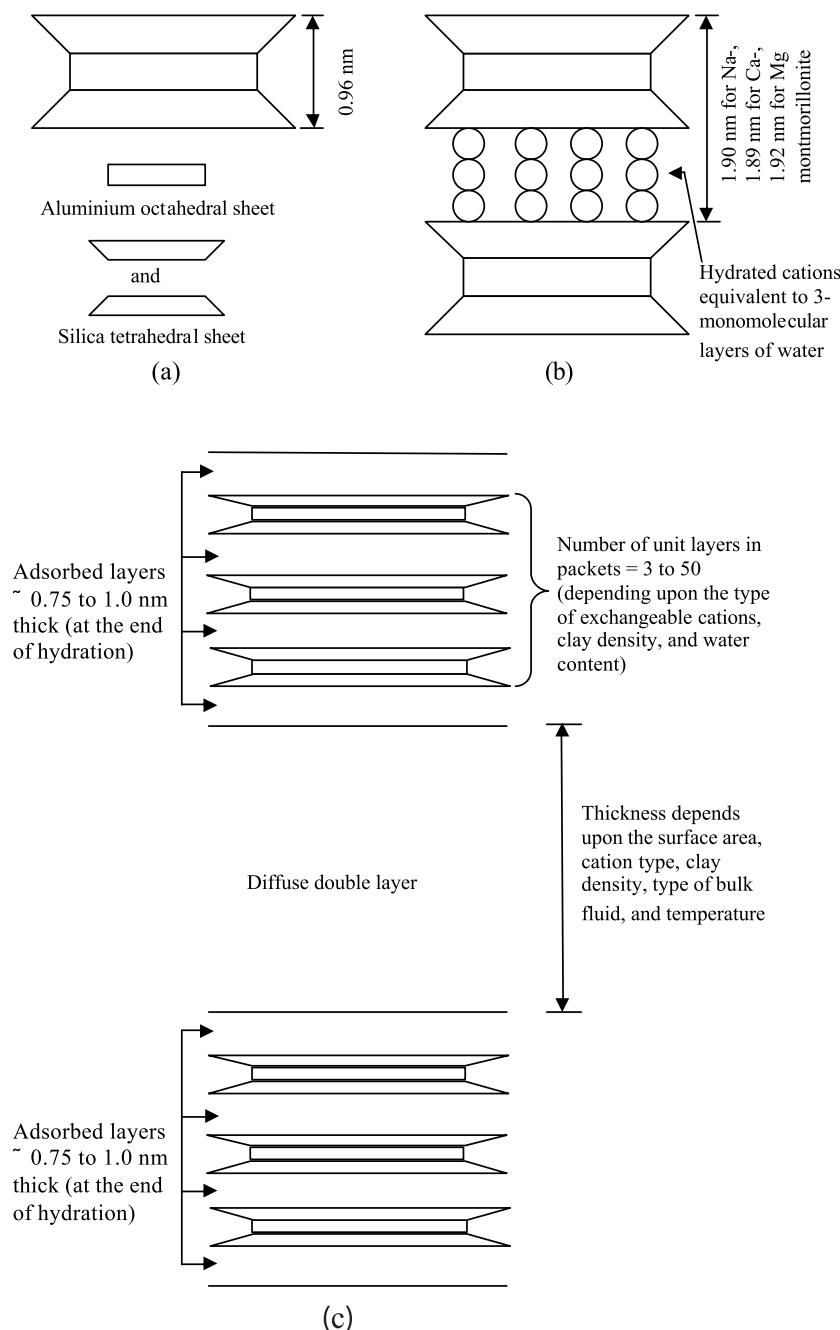 0.96 nm
Aluminium octahedral sheet
and
Silica tetrahedral sheet
(a)
1.90 nm for Na-,
1.89 nm for Ca-,
1.92 nm for Mg
montmorillonite
Hydrated cations
equivalent to 3-
monomolecular
layers of water
(b)
Adsorbed layers
~ 0.75 to 1.0 nm
thick (at the end
of hydration)
Number of unit layers in
packets = 3 to 50
(depending upon the type
of exchangeable cations,
clay density, and water
content)
Diffuse double layer
Thickness depends
upon the surface area,
cation type, clay
density, type of bulk
fluid, and temperature
Adsorbed layers
~ 0.75 to 1.0 nm
thick (at the end
of hydration)
(c)